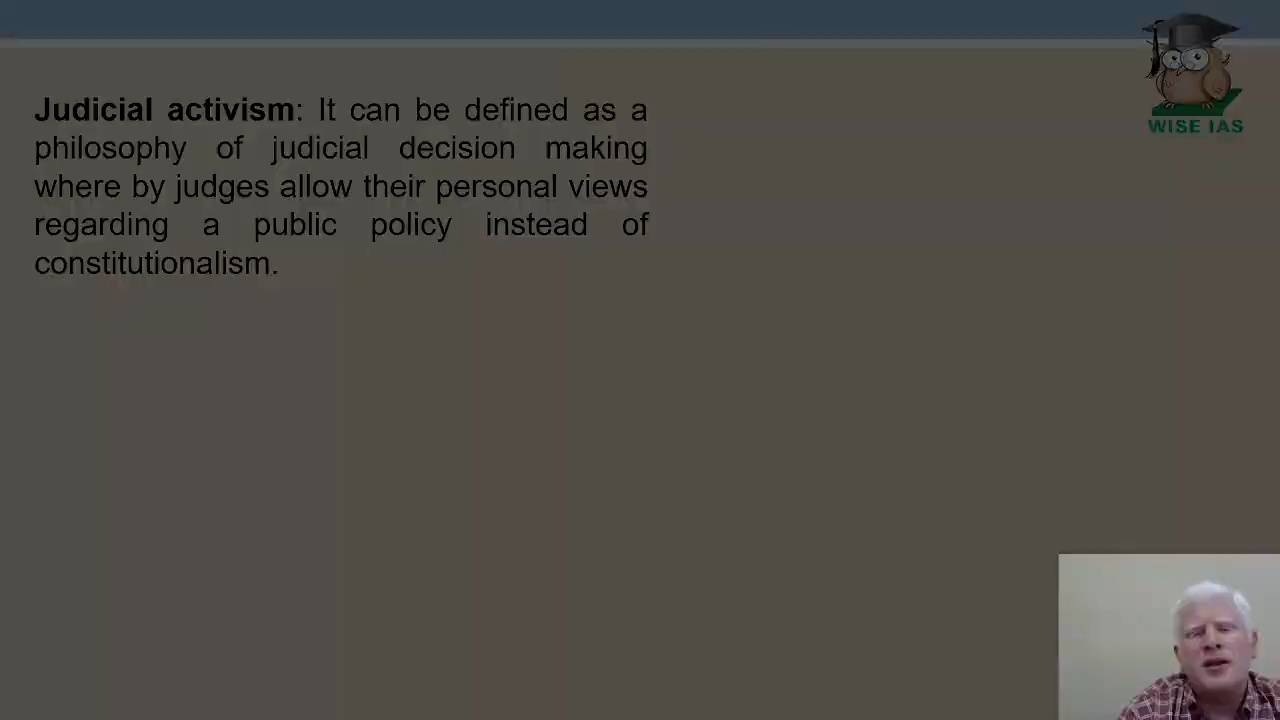 Judicial activism: It can be defined as a
philosophy of judicial decision making
where by judges allow their personal views
regarding a public policy instead of
constitutionalism.
WISE IAS